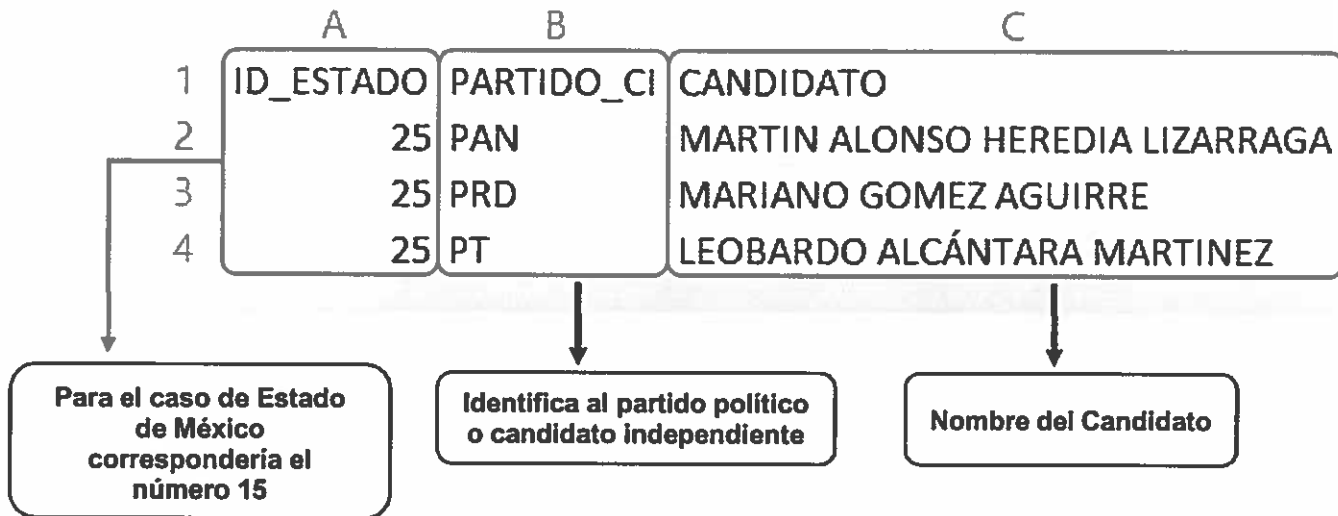 A B C
1 ID_ESTADO PARTIDO_CI CANDIDATO
2 25 PAN MARTIN ALONSO HEREDIA LIZARRAGA
3 25 PRD MARIANO GOMEZ AGUIRRE
4 25 PT LEOBARDO ALCÁNTARA MARTINEZ
Para el caso de Estado
de México
correspondería el
número 15
Identifica al partido político
o candidato independiente
Nombre del Candidato